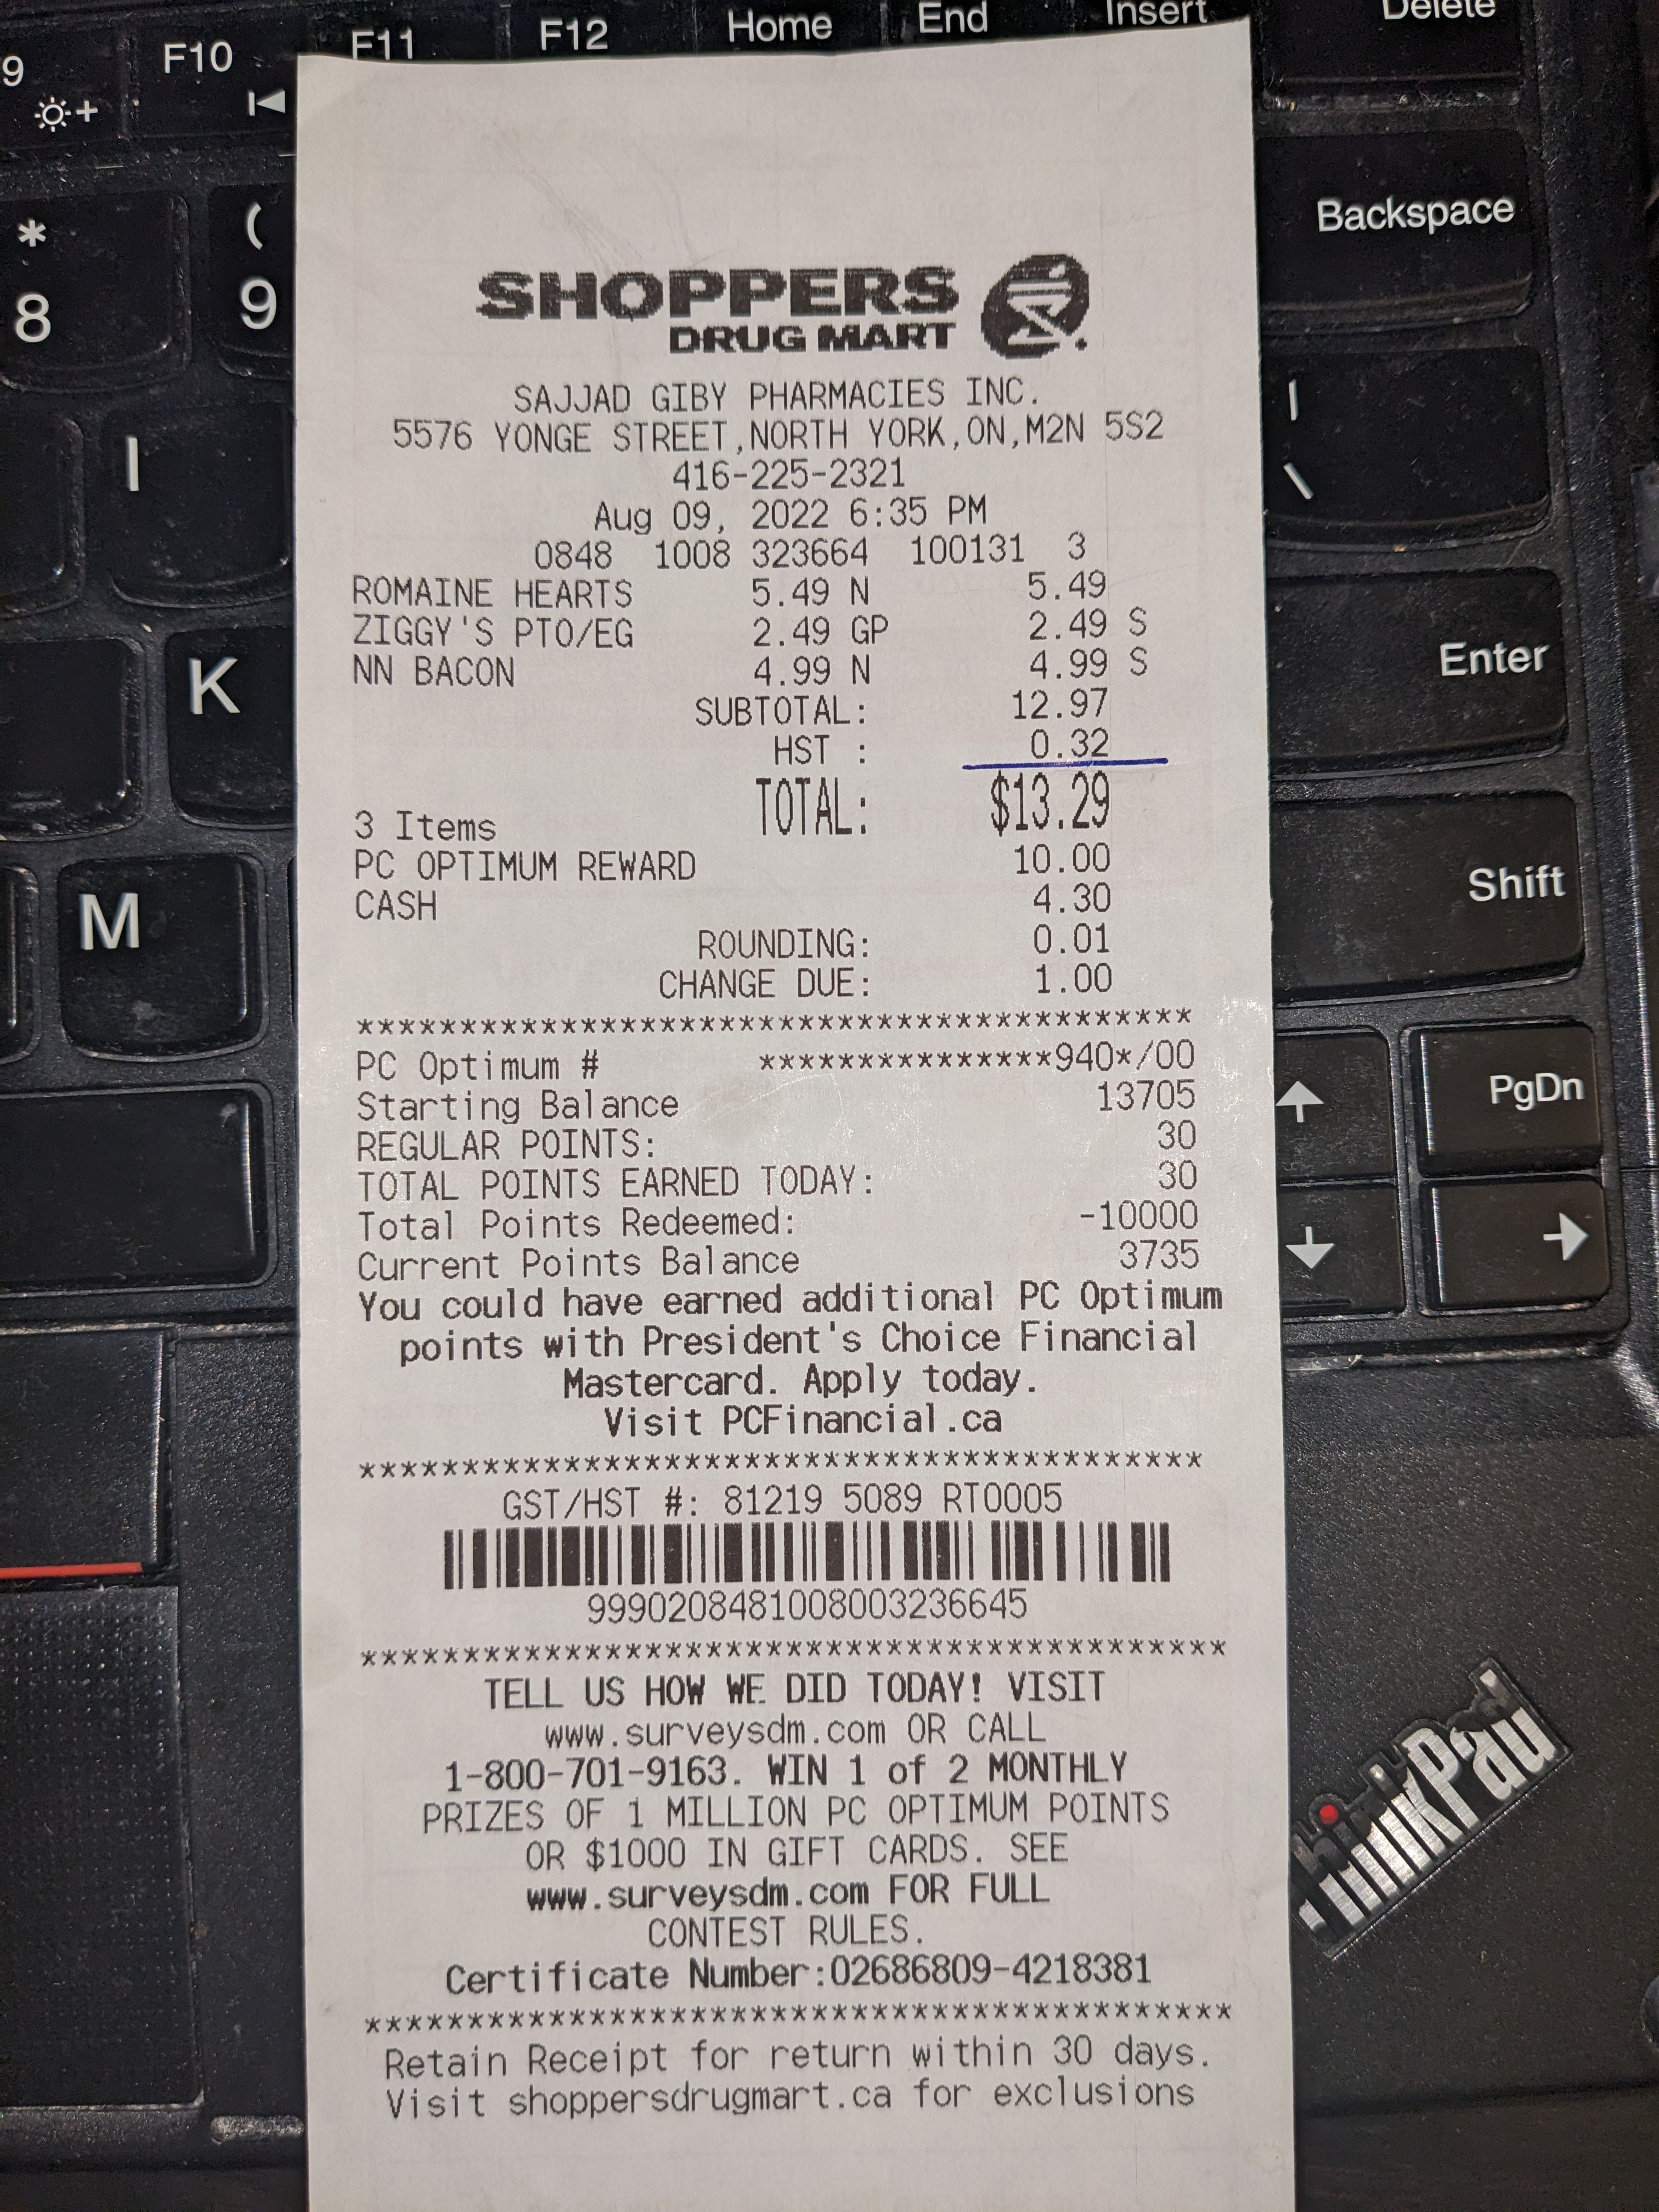 9 F10 F11 F12 Home End Insert Delete
Backspace
* (
8 9
SHOPPERS
DRUG MART
SAJJAD GIBY PHARMACIES INC.
5576 YONGE STREET,NORTH YORK,ON,M2N 5S2
416-225-2321
Aug 09, 2022 6:35 PM
0848 1008 323664 100131 3
ROMAINE HEARTS 5.49 N 5.49
ZIGGY'S PTO/EG 2.49 GP 2.49 S
NN BACON 4.99 N 4.99 S
SUBTOTAL: 12.97
HST : 0.32
TOTAL: $13.29
3 Items
PC OPTIMUM REWARD 10.00
CASH 4.30
ROUNDING: 0.01
CHANGE DUE: 1.00
*****************************************
PC Optimum # ***************940*/00
Starting Balance 13705
REGULAR POINTS: 30
TOTAL POINTS EARNED TODAY: 30
Total Points Redeemed: -10000
Current Points Balance 3735
You could have earned additional PC Optimum
points with President's Choice Financial
Mastercard. Apply today.
Visit PCFinancial.ca
*****************************************
GST/HST #: 81219 5089 RT0005
9990208481008003236645
*****************************************
TELL US HOW WE DID TODAY! VISIT
www.surveysdm.com OR CALL
1-800-701-9163. WIN 1 of 2 MONTHLY
PRIZES OF 1 MILLION PC OPTIMUM POINTS
OR $1000 IN GIFT CARDS. SEE
www.surveysdm.com FOR FULL
CONTEST RULES.
Certificate Number:02686809-4218381
*****************************************
Retain Receipt for return within 30 days.
Visit shoppersdrugmart.ca for exclusions
I
|
\
K
Enter
M
Shift
PgDn
ThinkPad